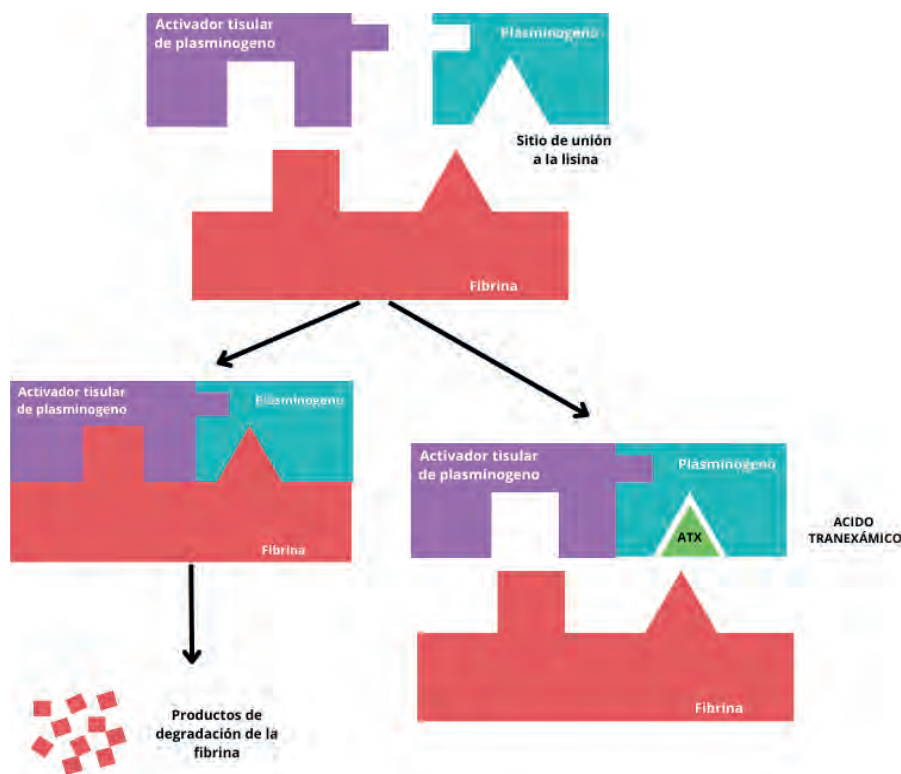 Activador tisular
de plasminogeno
Plasminogeno
Sitio de unión
a la lisina
Fibrina
Activador tisular
de plasminogeno
Plasminogeno
Fibrina
Activador tisular
de plasminogeno
Plasminogeno
ATX
ACIDO
TRANEXÁMICO
Fibrina
Productos de
degradación de la
fibrina